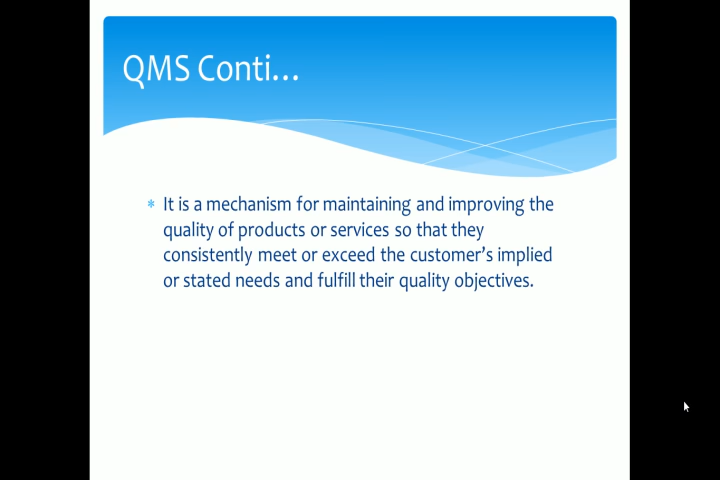 QMS Conti...
* It is a mechanism for maintaining and improving the
quality of products or services so that they
consistently meet or exceed the customer's implied
or stated needs and fulfill their quality objectives.